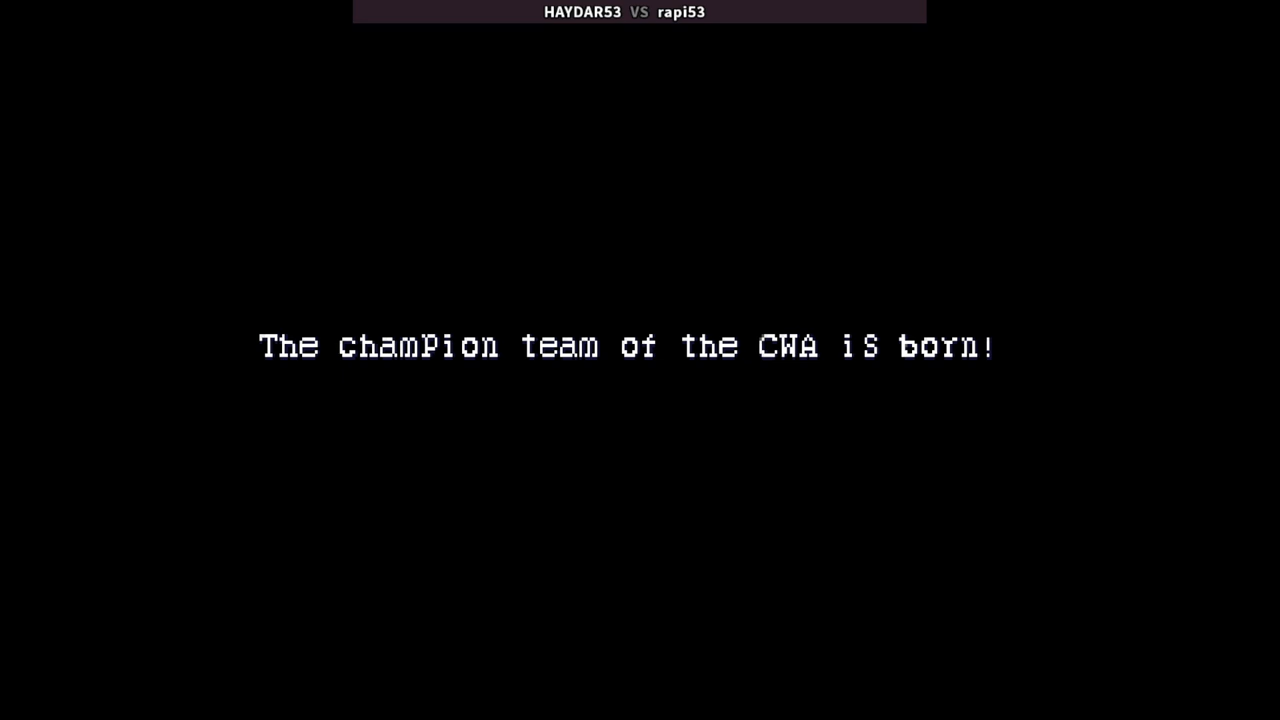 HAYDAR53 VS rapi53
The chamPion team of the CWA iS born!